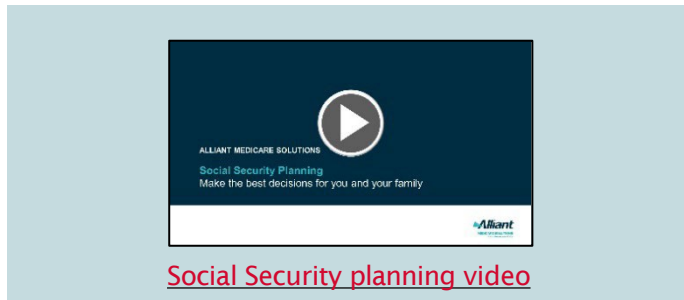 ALLIANT MEDICARE SOLUTIONS
Social Security Planning
Make the best decisions for you and your family
Alliant
Social Security planning video